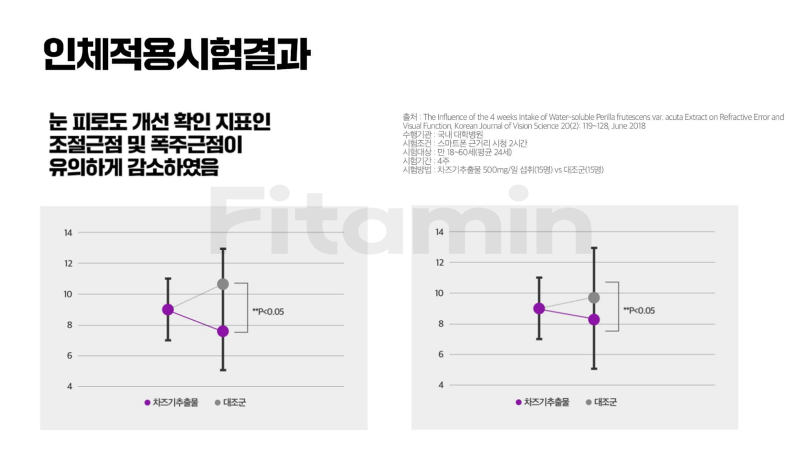 인체적용시험결과
눈 피로도 개선 확인 지표인
조절근점 및 폭주근점이
유의하게 감소하였음
출처 : The Influence of the 4 weeks Intake of Water-soluble Perilla frutescens var. acuta Extract on Refractive Error and
Visual Function, Korean Journal of Vision Science 20(2): 119~128, June 2018
수행기관 : 국내 대학병원
시험조건 : 스마트폰 근거리 시청 2시간
시험대상 : 만 18~60세(평균 24세)
시험기간 : 4주
시험방법 : 차즈기추출물 500mg/일 섭취(15명) vs 대조군(15명)
Fitamin
14
12
10
8
6
4
**P<0.05
차즈기추출물
대조군
14
12
10
8
6
4
**P<0.05
차즈기추출물
대조군